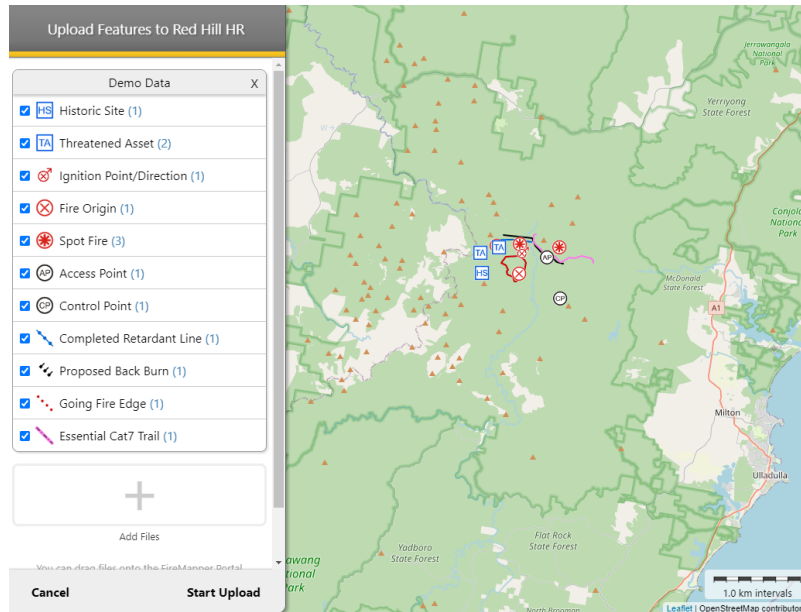 Upload Features to Red Hill HR
Demo Data X
HS Historic Site (1)
TA Threatened Asset (2)
Ignition Point/Direction (1)
Fire Origin (1)
Spot Fire (3)
AP Access Point (1)
CP Control Point (1)
Completed Retardant Line (1)
Proposed Back Burn (1)
Going Fire Edge (1)
Essential Cat7 Trail (1)
Add Files
You can drag files onto the FireMapper Portal
Cancel
Start Upload
Jerrawangala
National
Park
Yerriyong
State Forest
Conjola
National
Park
TA
TA
HS
AP
CP
McDonald
State Forest
A1
Milton
Ulladulla
Flat Rock
State Forest
Yadboro
State Forest
National
Park
North Brooman
1.0 km intervals
Leaflet | OpenStreetMap contributor